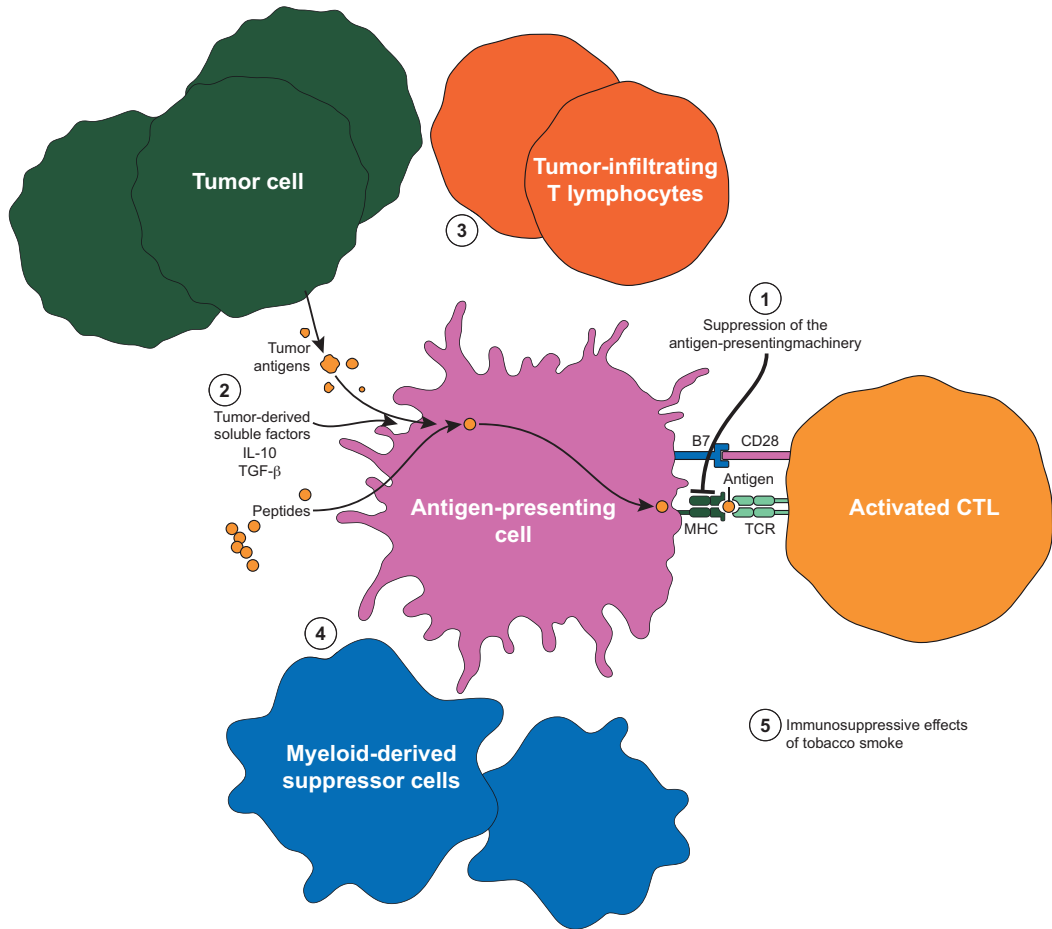 Tumor cell
Tumor-infiltrating
T lymphocytes
3
1
Suppression of the
antigen-presentingmachinery
Tumor
antigens
2
Tumor-derived
soluble factors
IL-10
TGF-β
Peptides
Antigen-presenting
cell
B7
CD28
Antigen
MHC
TCR
Activated CTL
4
Myeloid-derived
suppressor cells
5
Immunosuppressive effects
of tobacco smoke